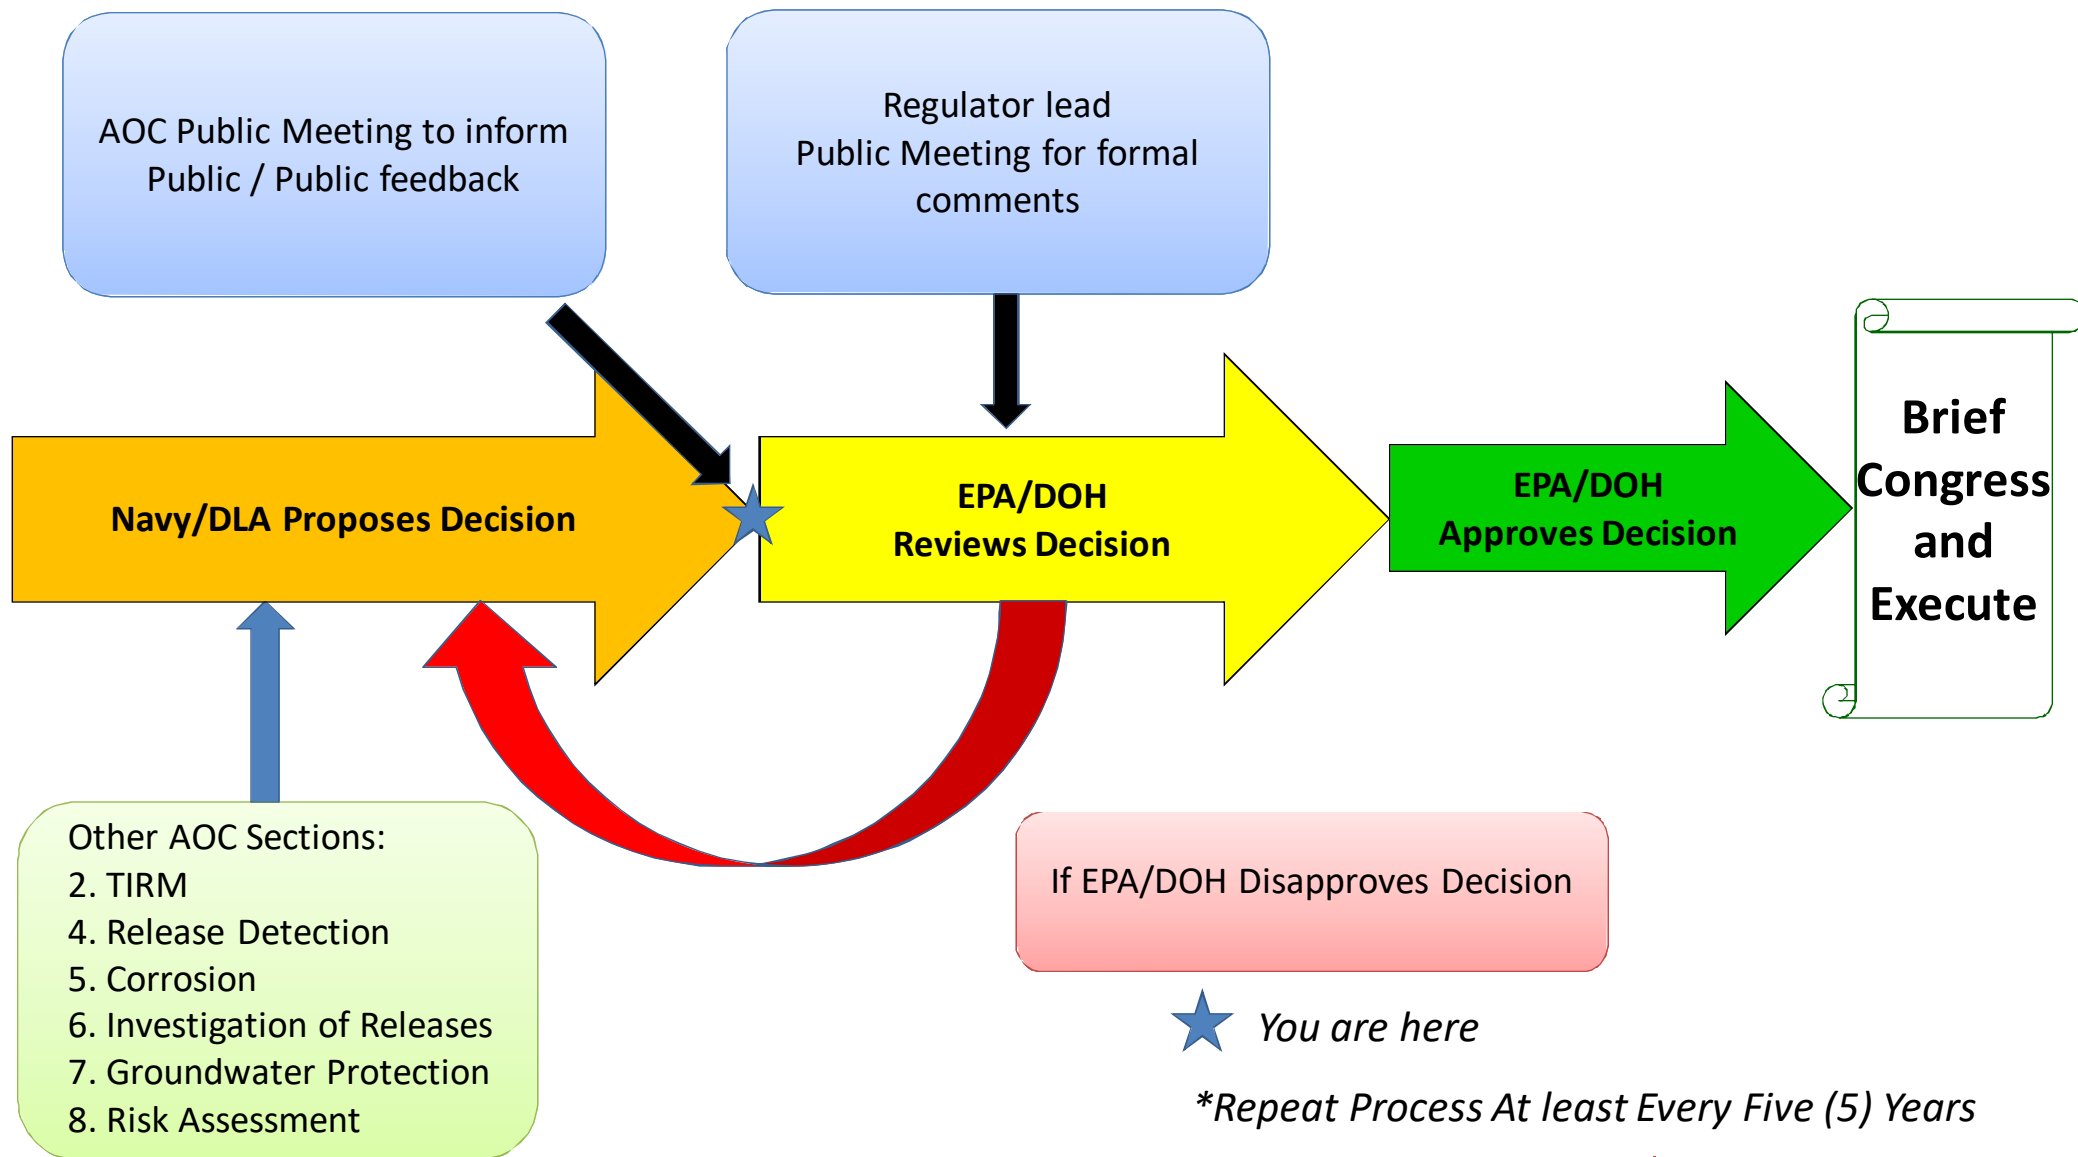 AOC Public Meeting to inform
Public / Public feedback
Regulator lead
Public Meeting for formal
comments
Navy/DLA Proposes Decision
EPA/DOH
Reviews Decision
EPA/DOH
Approves Decision
Brief
Congress
and
Execute
Other AOC Sections:
2. TIRM
4. Release Detection
5. Corrosion
6. Investigation of Releases
7. Groundwater Protection
8. Risk Assessment
If EPA/DOH Disapproves Decision
You are here
*Repeat Process At least Every Five (5) Years